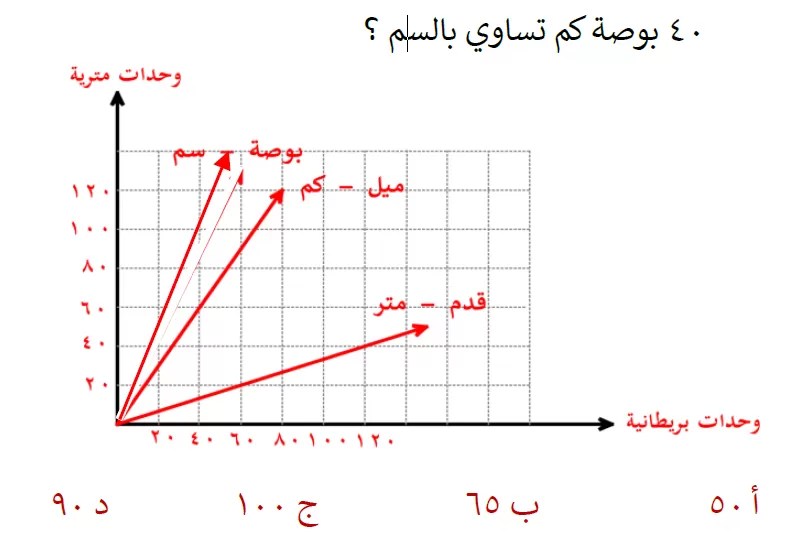 ٤٠ بوصة كم تساوي بالسم ؟
وحدات مترية
بوصة - سم
ميل - كم
قدم - متر
١٢٠
١٠٠
٨٠
٦٠
٤٠
٢٠
٢٠ ٤٠ ٦٠ ٨٠ ١٠٠ ١٢٠
وحدات بريطانية
أ ٥٠ ب ٦٥ ج ١٠٠ د ٩٠